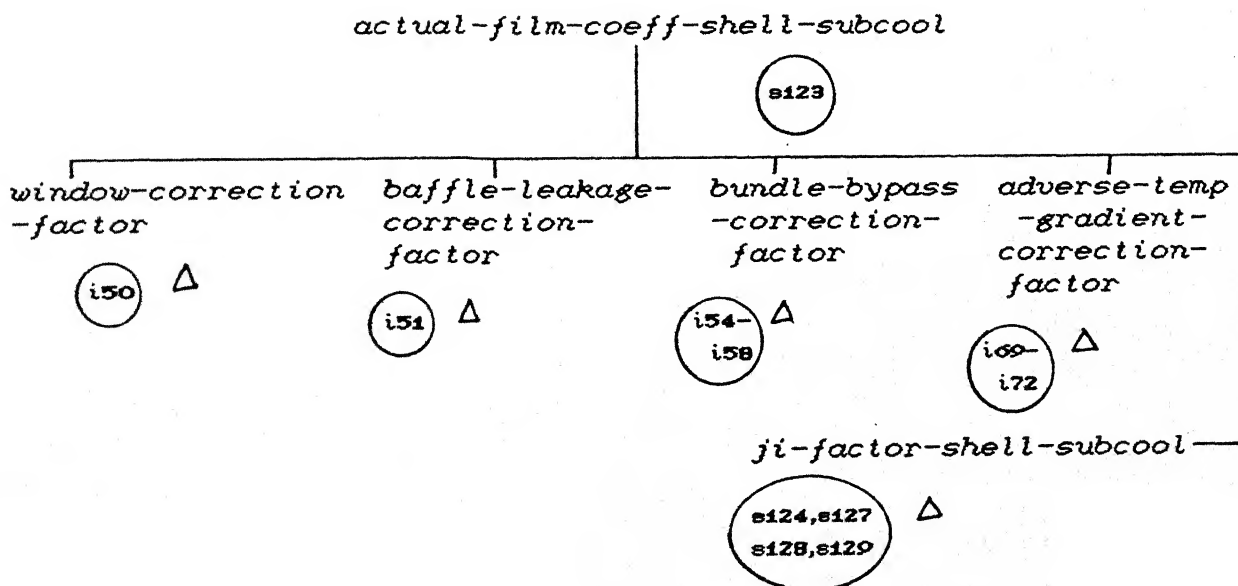 actual-film-coeff-shell-subcool
s123
window-correction
-factor
i50
Δ
baffle-leakage-
correction-
factor
i51
Δ
bundle-bypass
-correction-
factor
i54-
i58
Δ
adverse-temp
-gradient-
correction-
factor
i69-
i72
Δ
ji-factor-shell-subcool
s124,s127
s128,s129
Δ